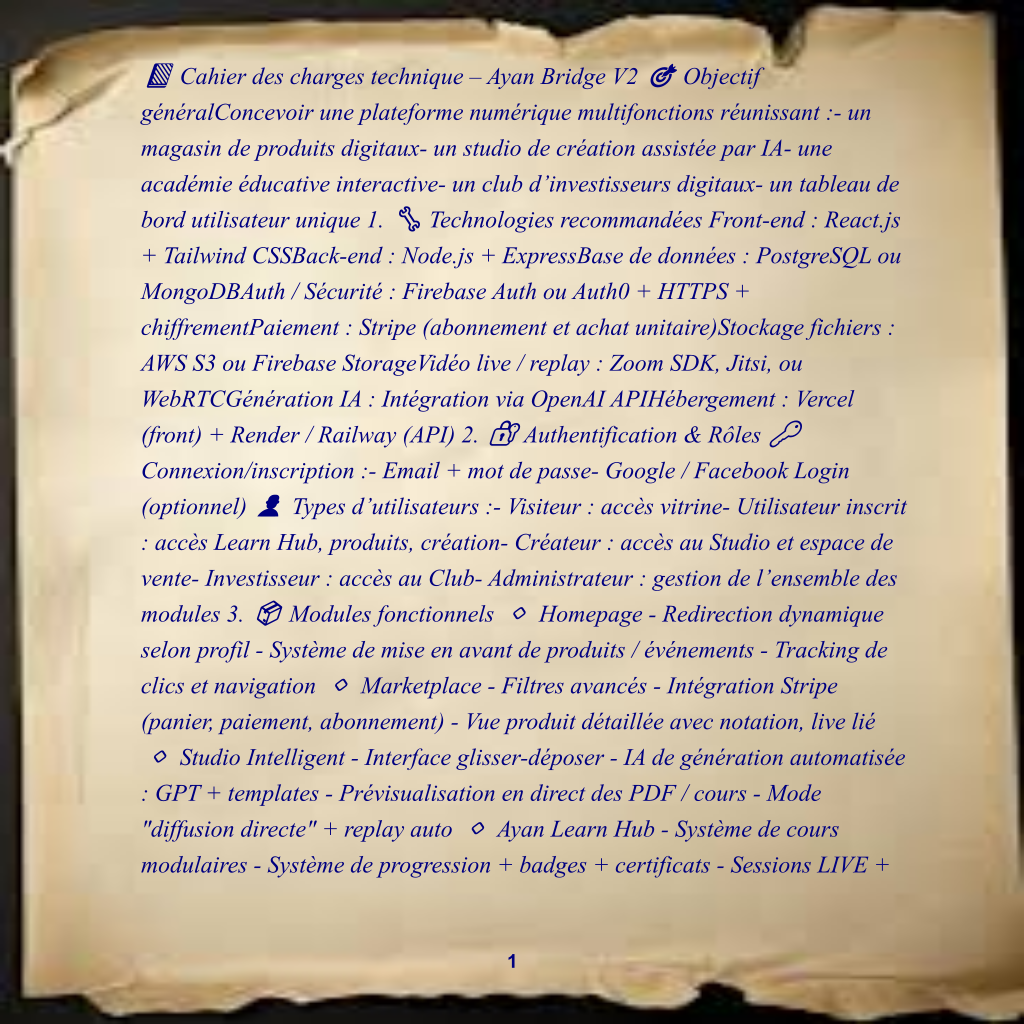 📗 Cahier des charges technique – Ayan Bridge V2 🎯 Objectif
généralConcevoir une plateforme numérique multifonctions réunissant :- un
magasin de produits digitaux- un studio de création assistée par IA- une
académie éducative interactive- un club d’investisseurs digitaux- un tableau de
bord utilisateur unique 1. 🔧 Technologies recommandées Front-end : React.js
+ Tailwind CSSBack-end : Node.js + ExpressBase de données : PostgreSQL ou
MongoDBAuth / Sécurité : Firebase Auth ou Auth0 + HTTPS +
chiffrementPaiement : Stripe (abonnement et achat unitaire)Stockage fichiers :
AWS S3 ou Firebase StorageVidéo live / replay : Zoom SDK, Jitsi, ou
WebRTCGénération IA : Intégration via OpenAI APIHébergement : Vercel
(front) + Render / Railway (API) 2. 🔐 Authentification & Rôles 🔑
Connexion/inscription :- Email + mot de passe- Google / Facebook Login
(optionnel) 👤 Types d’utilisateurs :- Visiteur : accès vitrine- Utilisateur inscrit
: accès Learn Hub, produits, création- Créateur : accès au Studio et espace de
vente- Investisseur : accès au Club- Administrateur : gestion de l’ensemble des
modules 3. 📦 Modules fonctionnels 🔹 Homepage - Redirection dynamique
selon profil - Système de mise en avant de produits / événements - Tracking de
clics et navigation 🔹 Marketplace - Filtres avancés - Intégration Stripe
(panier, paiement, abonnement) - Vue produit détaillée avec notation, live lié
🔹 Studio Intelligent - Interface glisser-déposer - IA de génération automatisée
: GPT + templates - Prévisualisation en direct des PDF / cours - Mode
"diffusion directe" + replay auto 🔹 Ayan Learn Hub - Système de cours
modulaires - Système de progression + badges + certificats - Sessions LIVE +
1